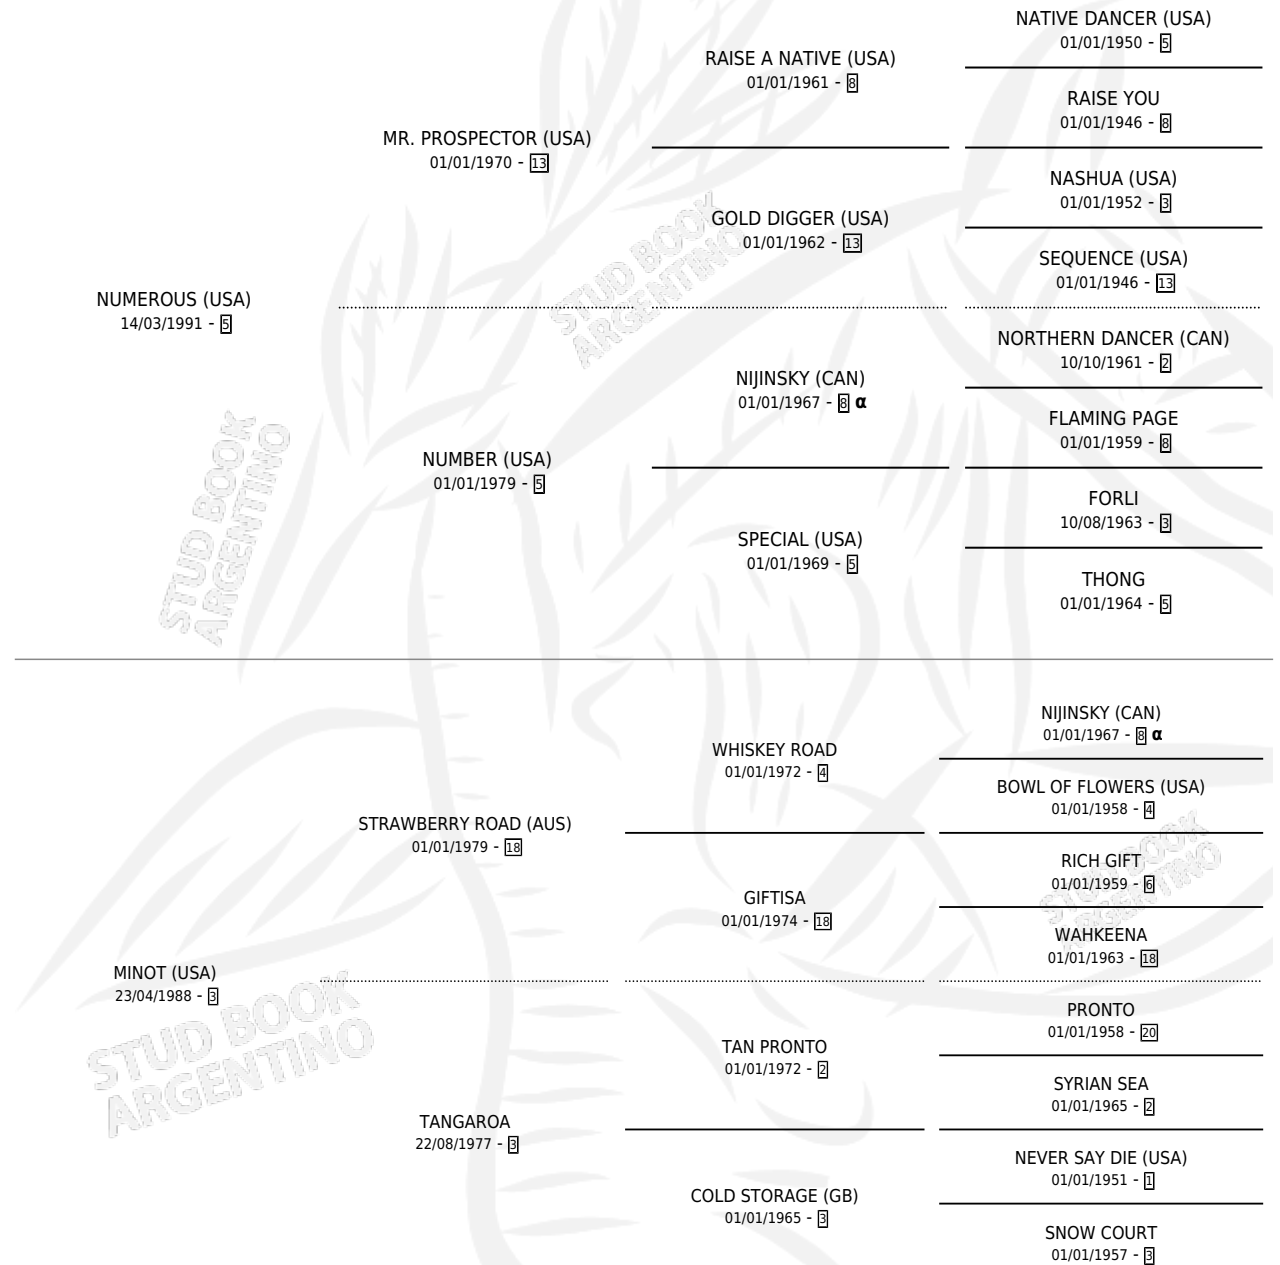 NATIVE DANCER (USA)
01/01/1950 - 5
RAISE A NATIVE (USA)
01/01/1961 - 8
RAISE YOU
01/01/1946 - 8
MR. PROSPECTOR (USA)
01/01/1970 - 13
NASHUA (USA)
01/01/1952 - 3
GOLD DIGGER (USA)
01/01/1962 - 13
SEQUENCE (USA)
01/01/1946 - 13
NUMEROUS (USA)
14/03/1991 - 5
NORTHERN DANCER (CAN)
10/10/1961 - 2
NIJINSKY (CAN)
01/01/1967 - 8 α
FLAMING PAGE
01/01/1959 - 8
NUMBER (USA)
01/01/1979 - 5
FORLI
10/08/1963 - 3
SPECIAL (USA)
01/01/1969 - 5
THONG
01/01/1964 - 5
NIJINSKY (CAN)
01/01/1967 - 8 α
WHISKEY ROAD
01/01/1972 - 4
BOWL OF FLOWERS (USA)
01/01/1958 - 4
STRAWBERRY ROAD (AUS)
01/01/1979 - 18
RICH GIFT
01/01/1959 - 6
GIFTISA
01/01/1974 - 18
WAHKEENA
01/01/1963 - 18
MINOT (USA)
23/04/1988 - 3
PRONTO
01/01/1958 - 20
TAN PRONTO
01/01/1972 - 2
SYRIAN SEA
01/01/1965 - 2
TANGAROA
22/08/1977 - 3
NEVER SAY DIE (USA)
01/01/1951 - 1
COLD STORAGE (GB)
01/01/1965 - 3
SNOW COURT
01/01/1957 - 3
STUD BOOK
ARGENTINO
STUD BOOK
ARGENTINO
STUD BOOK
ARGENTINO
STUD BOOK
ARGENTINO